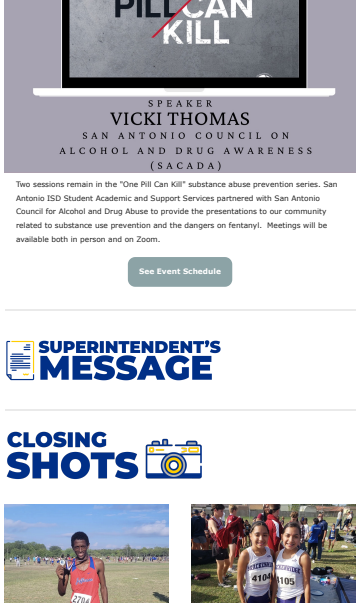 PILL CAN
KILL
SPEAKER
VICKI THOMAS
SAN ANTONIO COUNCIL ON
ALCOHOL AND DRUG AWARENESS
(SACADA)
Two sessions remain in the "One Pill Can Kill" substance abuse prevention series. San
Antonio ISD Student Academic and Support Services partnered with San Antonio
Council for Alcohol and Drug Abuse to provide the presentations to our community
related to substance use prevention and the dangers on fentanyl.  Meetings will be
available both in person and on Zoom.
See Event Schedule
SUPERINTENDENT'S
MESSAGE
CLOSING
SHOTS
2704
4104
4105